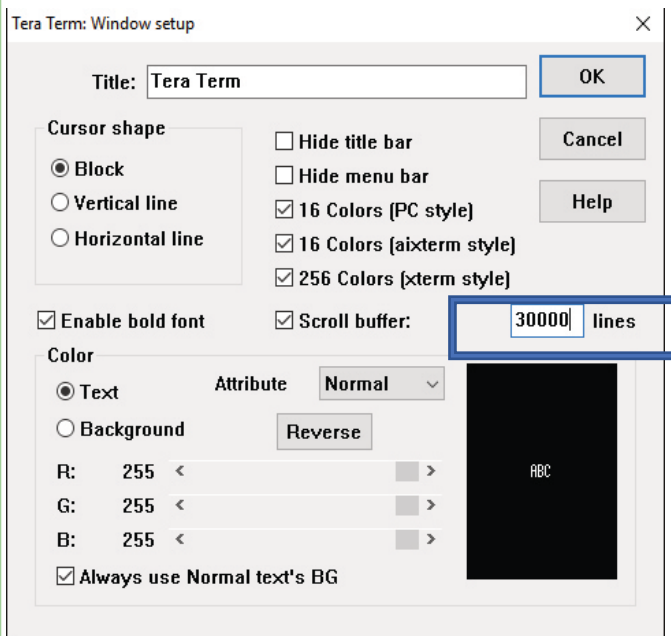 Tera Term: Window setup
Title: Tera Term
OK
Cursor shape
Hide title bar
Cancel
Block
Hide menu bar
Vertical line
16 Colors (PC style)
Help
Horizontal line
16 Colors (aixterm style)
256 Colors (xterm style)
Enable bold font
Scroll buffer:
30000 lines
Color
Text
Attribute
Normal
Background
Reverse
R: 255
ABC
G: 255
B: 255
Always use Normal text's BG